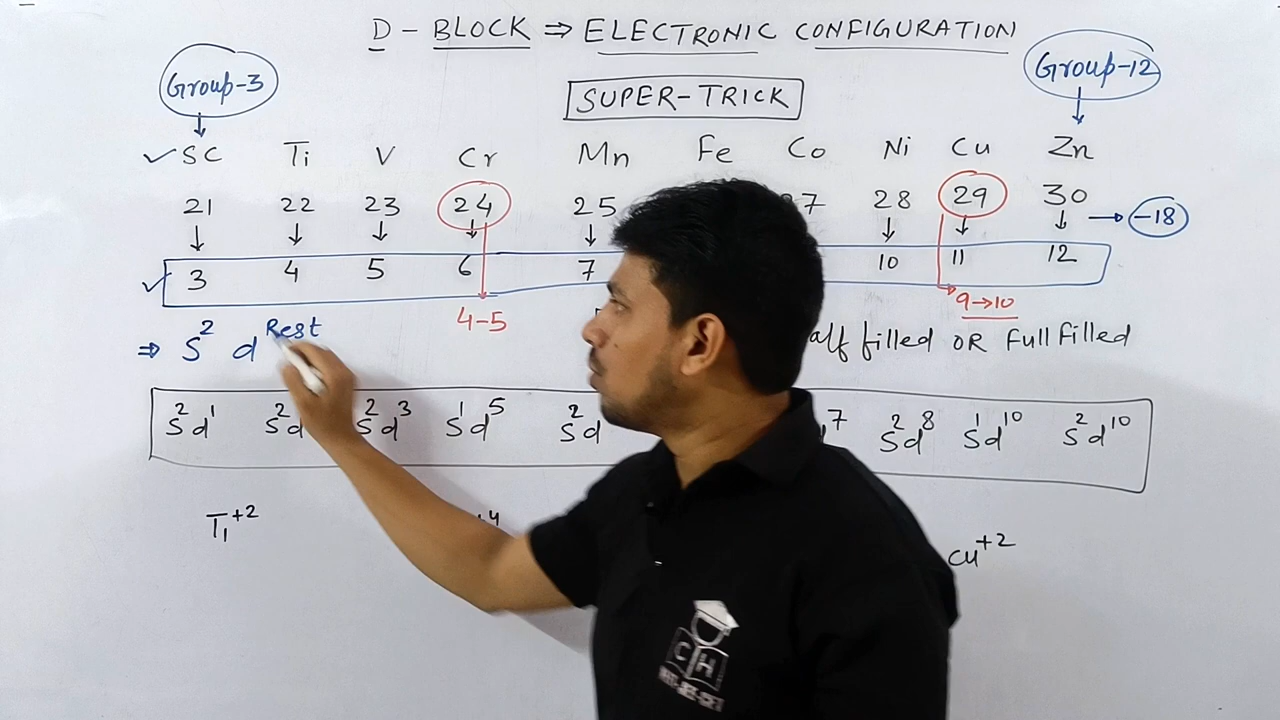 D - BLOCK ⇒ ELECTRONIC CONFIGURATION
Group-3
Group-12
SUPER-TRICK
✓ SC Ti V Cr Mn Fe Co Ni Cu Zn
21 22 23 24 25 27 28 29 30 → -18
↓ ↓ ↓ ↓ ↓ ↓ ↓ ↓
✓ 3 4 5 6 7 10 11 12
4-5 9→10
⇒ S² d^Rest alf filled OR Full filled
S²d¹ S²d S²d³ S¹d⁵ S²d ⁷ S²d⁸ S¹d¹⁰ S²d¹⁰
Ti⁺² ⁺⁴ Cu⁺²
C H